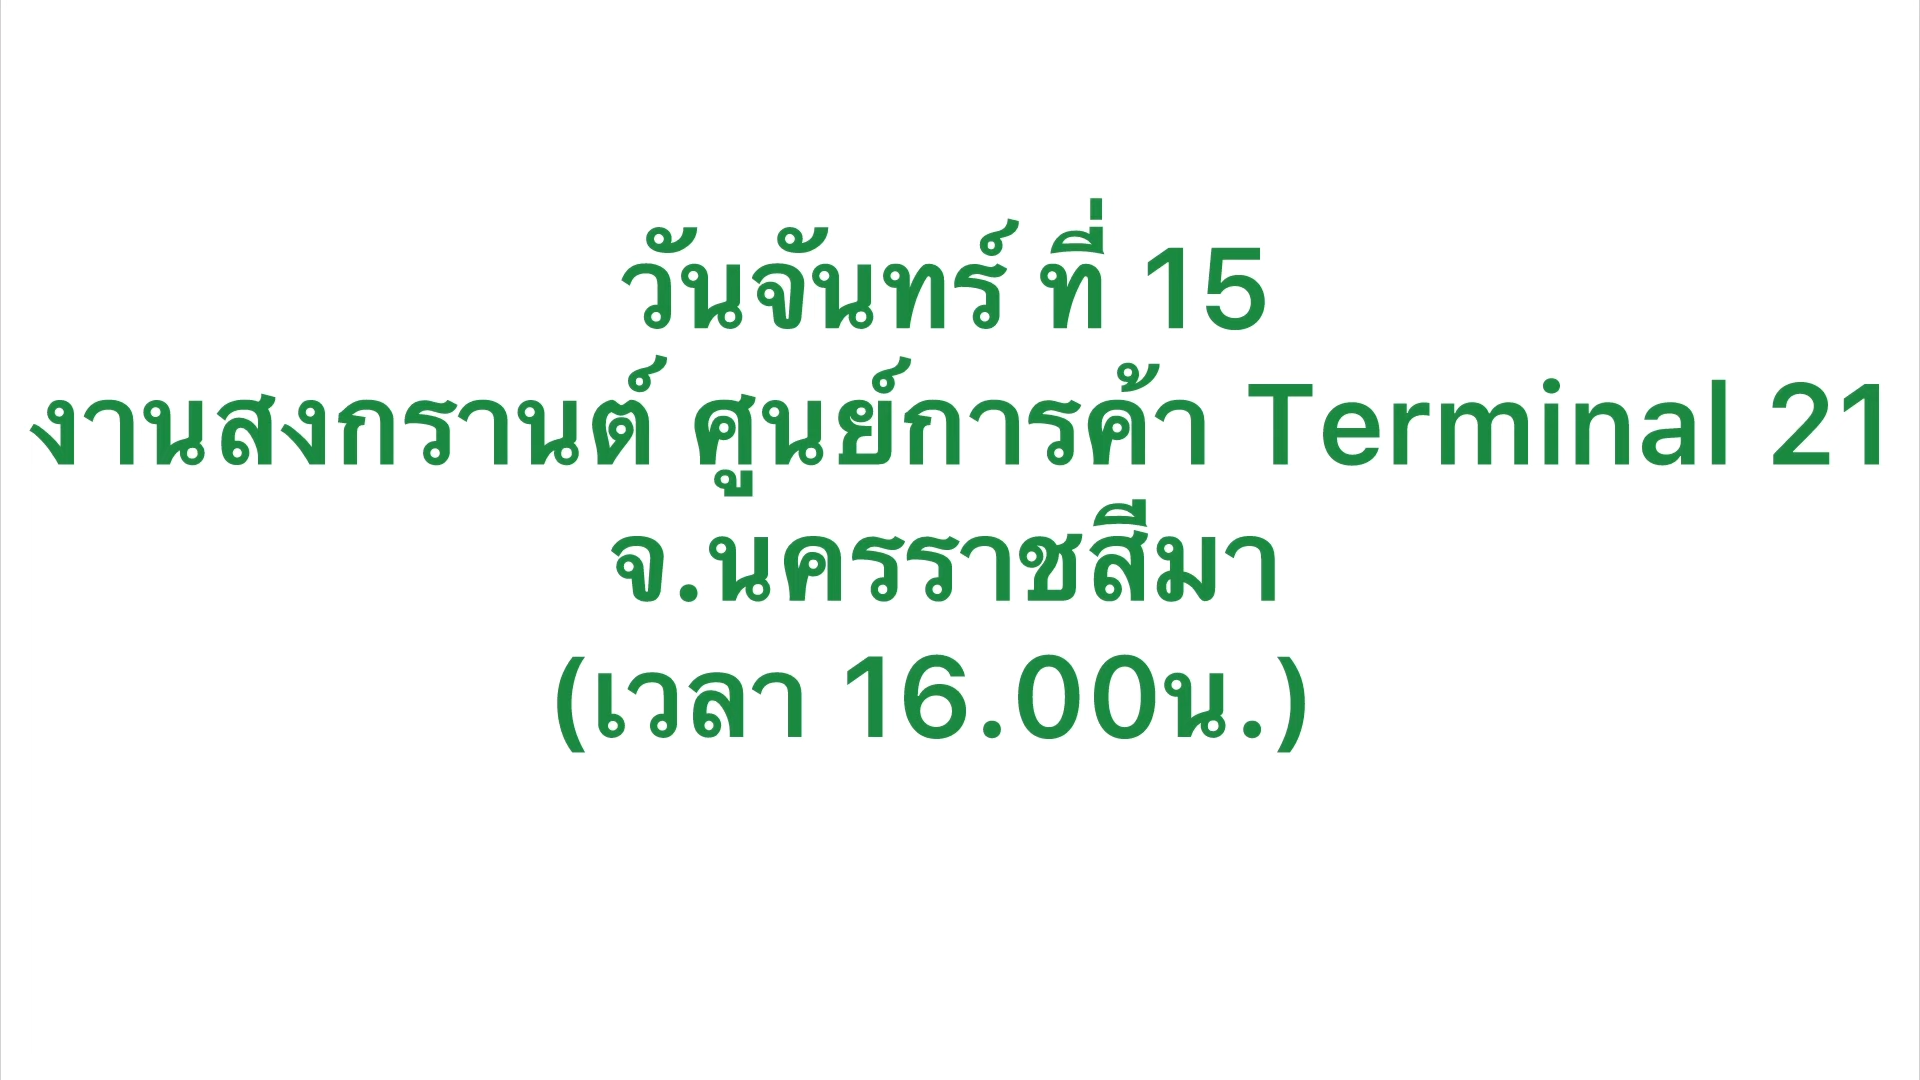 วันจันทร์ ที่ 15
งานสงกรานต์ ศูนย์การค้า Terminal 21
จ.นครราชสีมา
(เวลา 16.00น.)